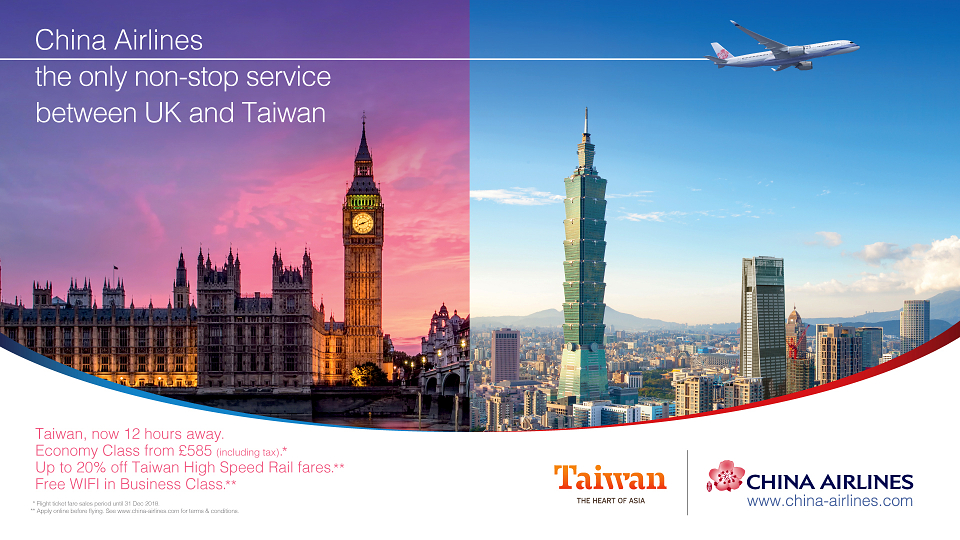 China Airlines
the only non-stop service
between UK and Taiwan
Taiwan, now 12 hours away.
Economy Class from £585 (including tax).*
Up to 20% off Taiwan High Speed Rail fares.**
Free WIFI in Business Class.**
* Flight ticket fare sales period until 31 Dec 2018
** Apply online before flying. See www.china-airlines.com for terms & conditions.
Taiwan
THE HEART OF ASIA
CHINA AIRLINES
www.china-airlines.com